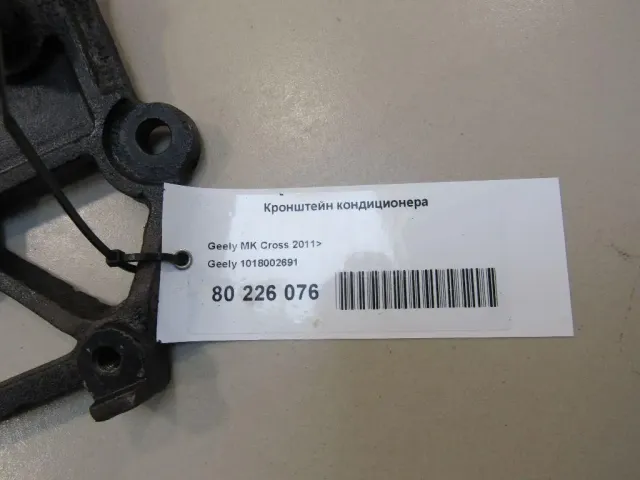 Кронштейн кондиционера
Geely MK Cross 2011>
Geely 1018002691
80 226 076